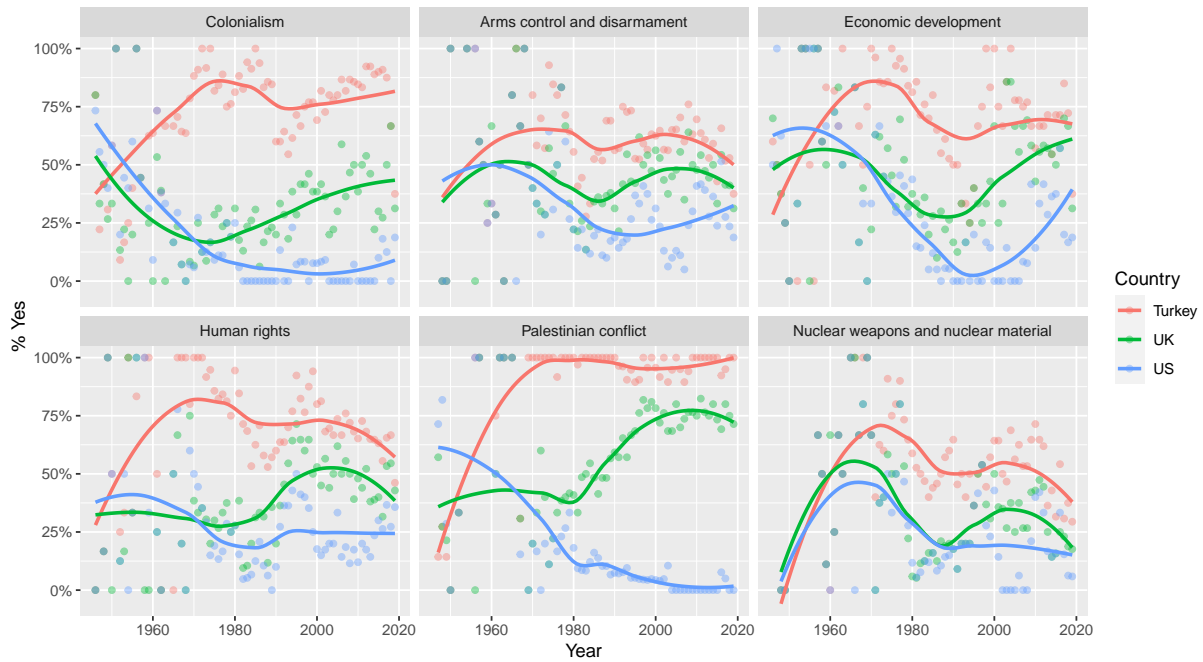 Colonialism
Arms control and disarmament
Economic development
100%
75%
50%
25%
0%
Human rights
Palestinian conflict
Nuclear weapons and nuclear material
100%
75%
50%
25%
0%
1960 1980 2000 2020
1960 1980 2000 2020
1960 1980 2000 2020
% Yes
Year
Country
Turkey
UK
US